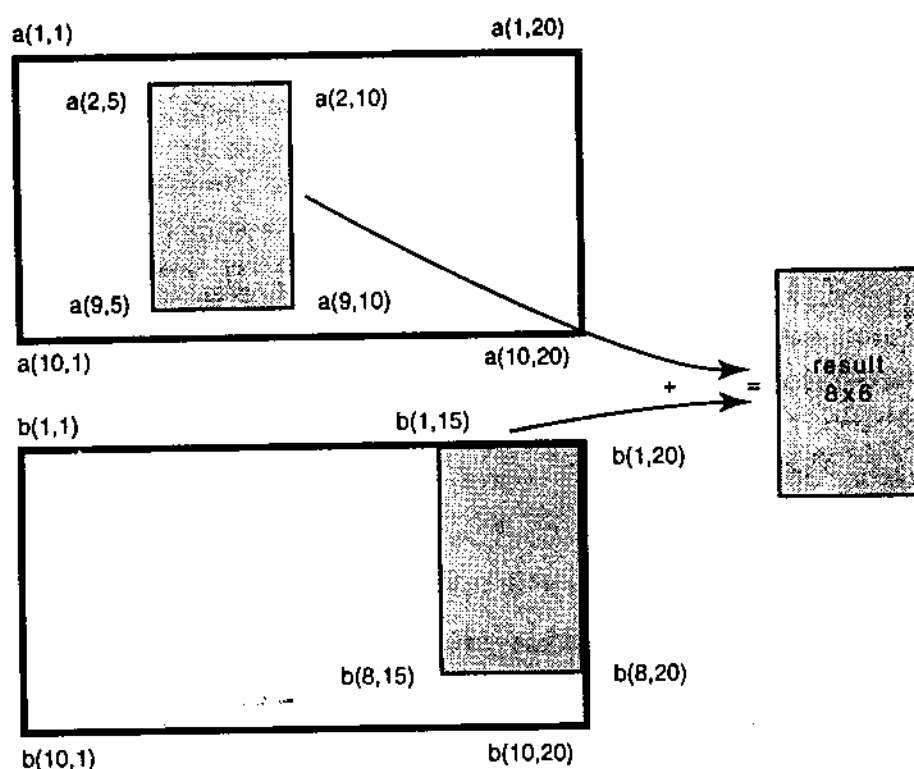 a(1,1) a(1,20)
a(2,5) a(2,10)
a(9,5) a(9,10)
a(10,1) a(10,20)
result
8x6
+ =
b(1,1) b(1,15)
b(1,20)
b(8,15) b(8,20)
b(10,1) b(10,20)